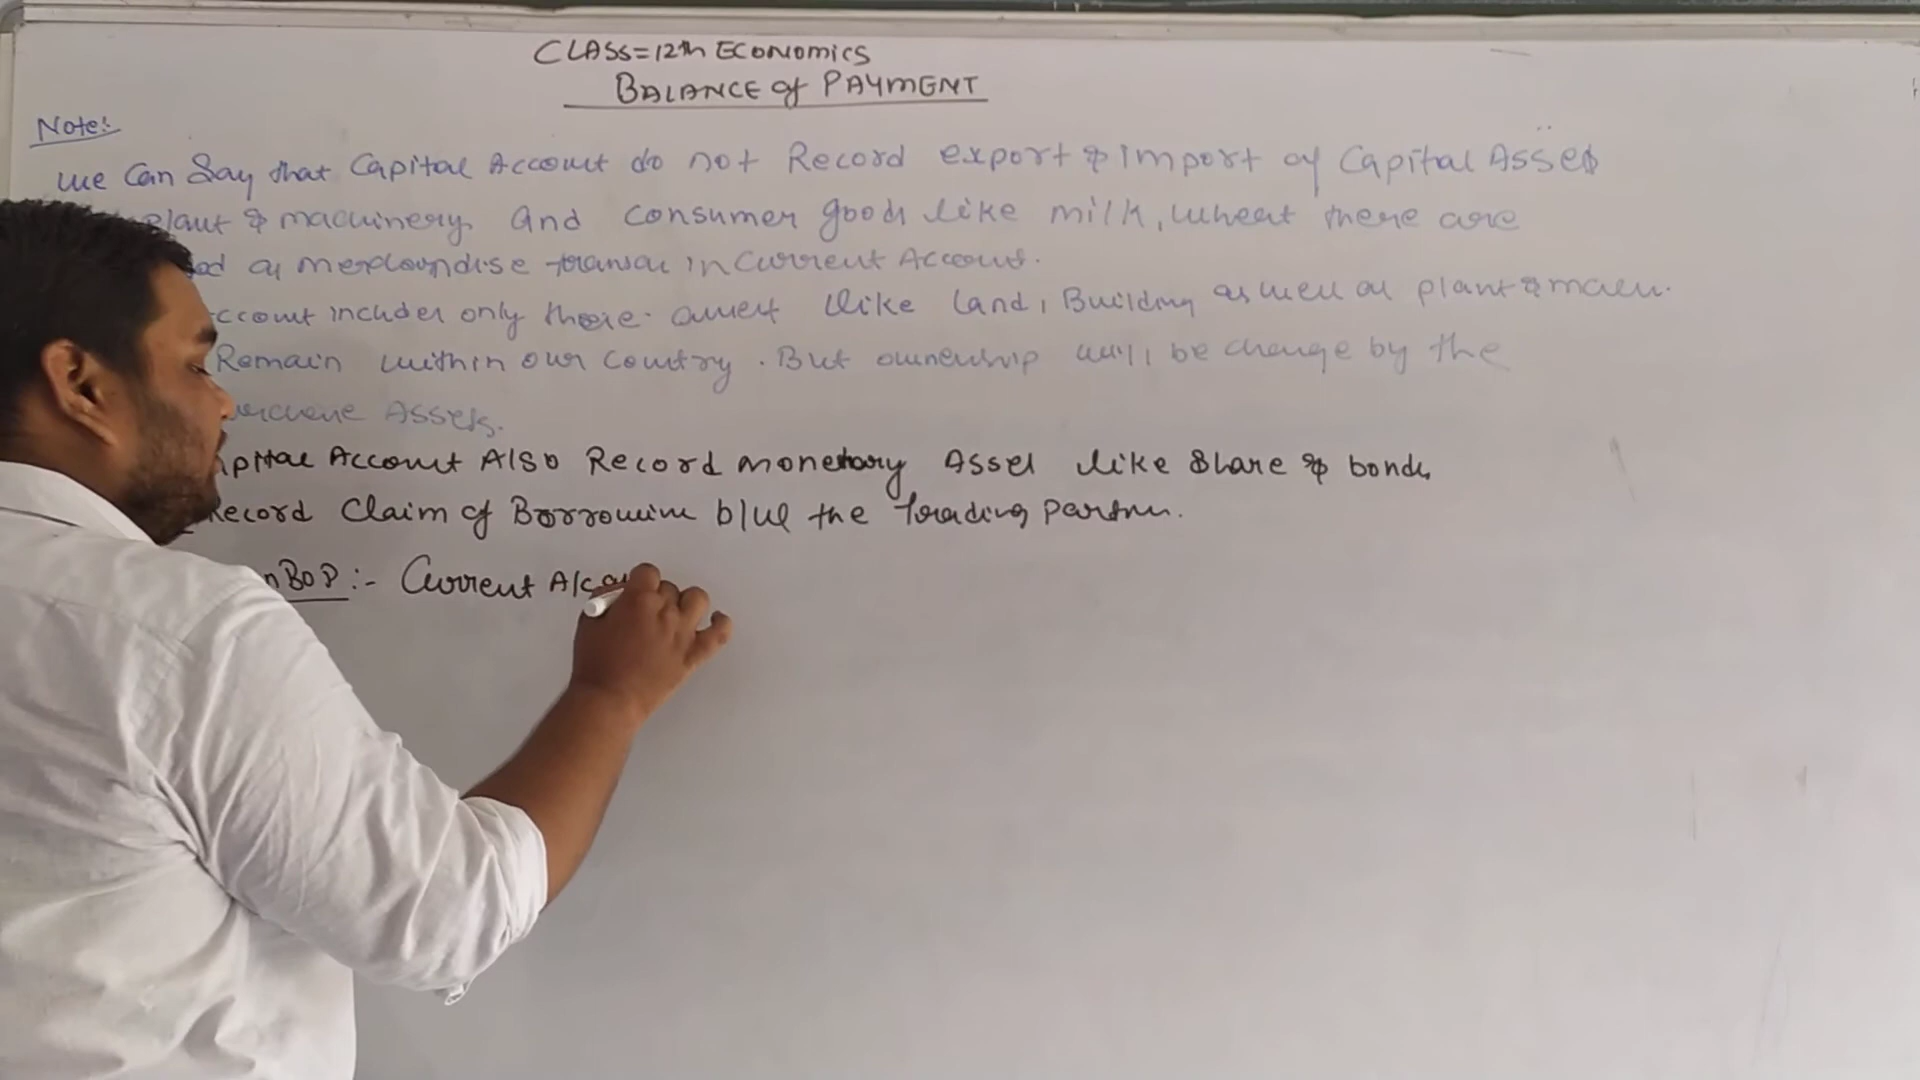 CLASS=12th ECONOMICS
BALANCE of PAYMENT
Note:
We Can Say that Capital Account do not Record export & Import of Capital Asset
plant & machinery and consumer goods like milk, wheat there are
as merchandise in Current Account.
ccount includes only those asset like land, Building as well as plant & mach.
Remain within our country. But ownership will be change by the
Assets.
pital Account Also Record monetary Asset like Share & bonds
Record Claim of Borrowing b/w the Trading partner.
n BOP:- Current A/c